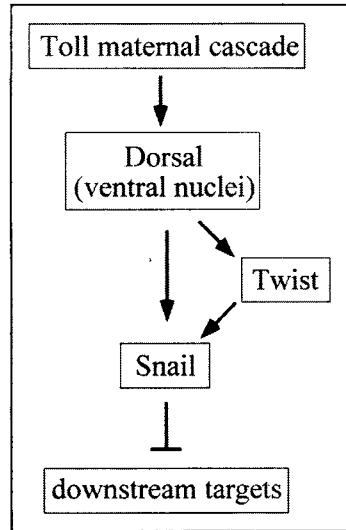 Toll maternal cascade
Dorsal
(ventral nuclei)
Twist
Snail
downstream targets